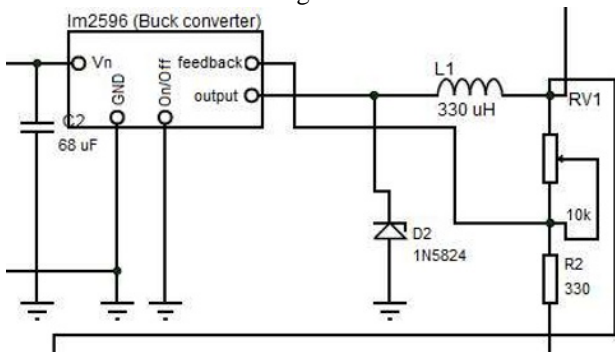 lm2596 (Buck converter)
Vn
GND
On/Off
feedback
output
C2
68 uF
L1
330 uH
RV1
10k
D2
1N5824
R2
330